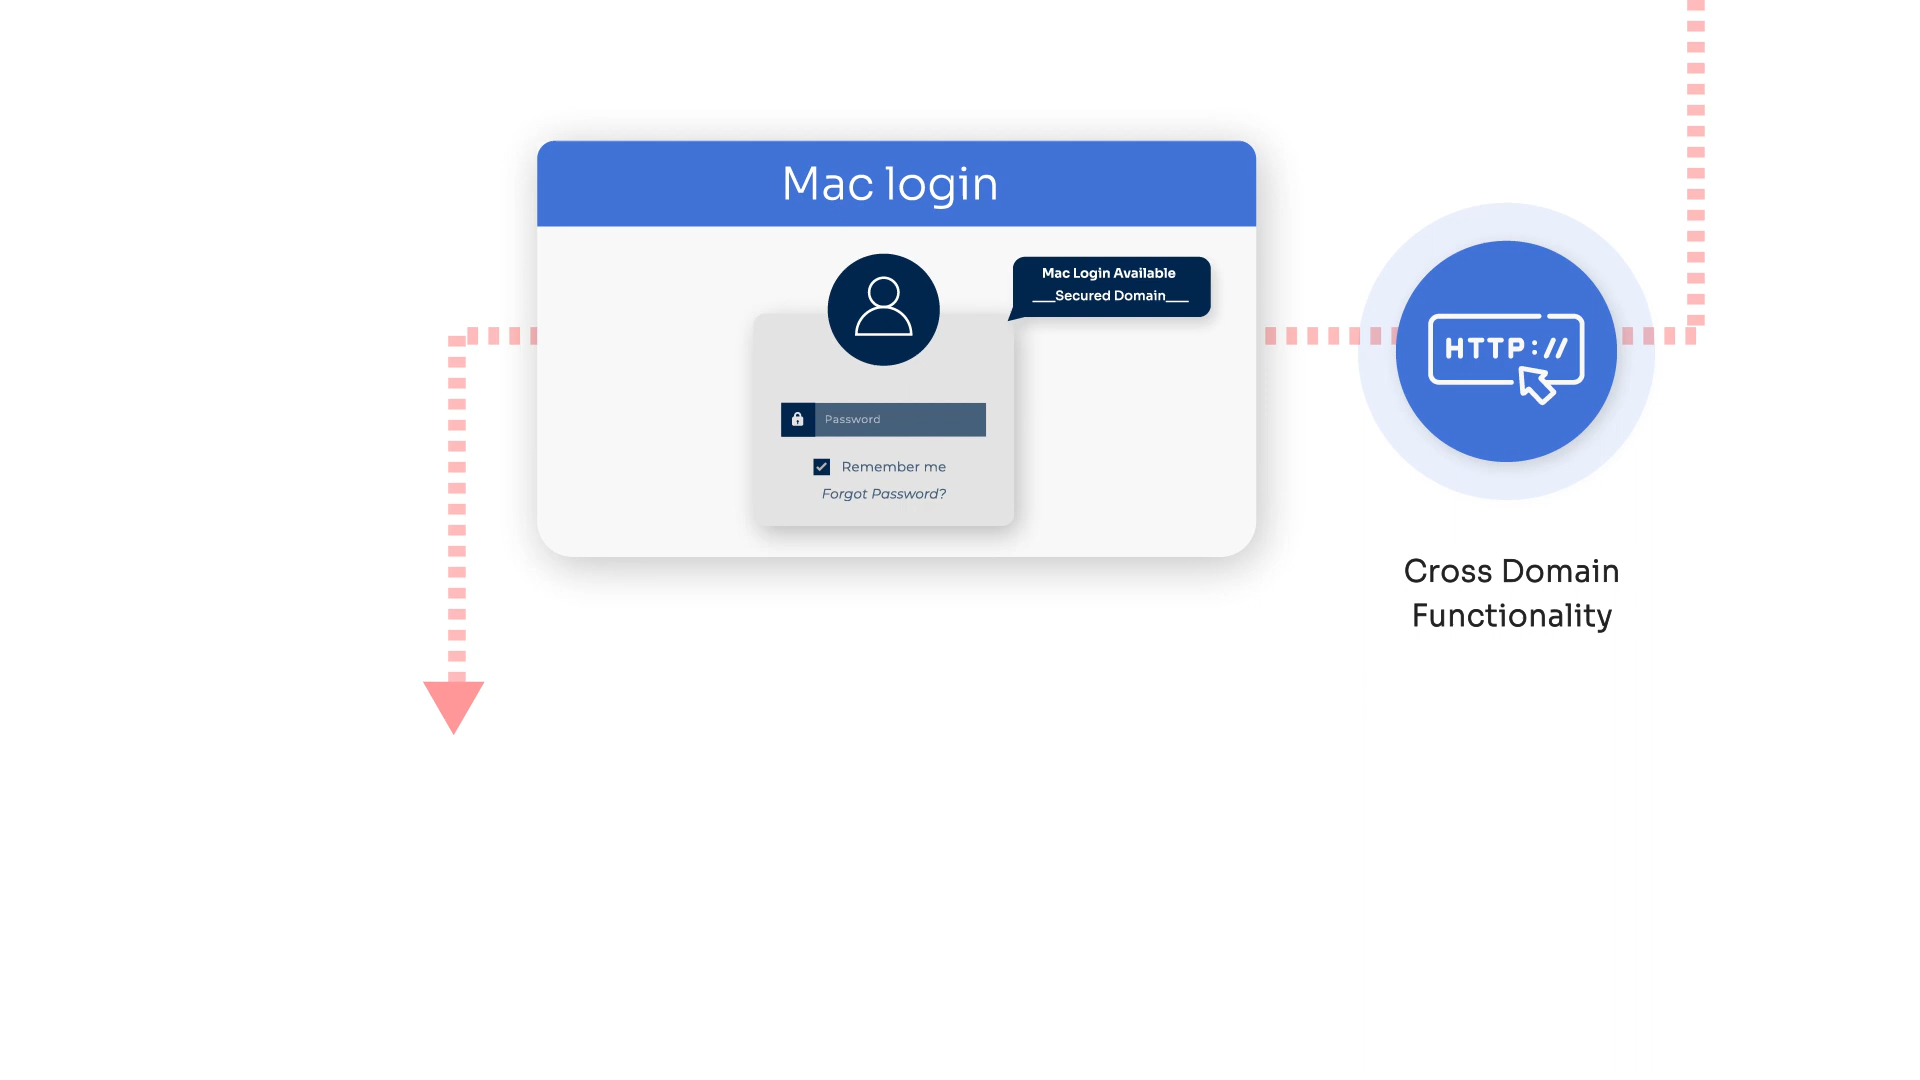 Mac login
Mac Login Available
___Secured Domain___
HTTP://
Password
Remember me
Forgot Password?
Cross Domain
Functionality